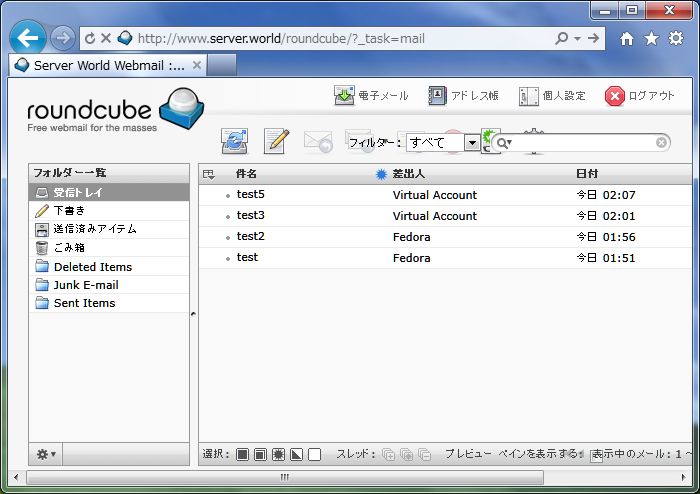 http://www.server.world/roundcube/?_task=mail
Server World Webmail :...
roundcube
Free webmail for the masses
電子メール アドレス帳 個人設定 ログアウト
フィルター: すべて
フォルダー一覧
受信トレイ
下書き
送信済みアイテム
ごみ箱
Deleted Items
Junk E-mail
Sent Items
件名 差出人 日付
test5 Virtual Account 今日 02:07
test3 Virtual Account 今日 02:01
test2 Fedora 今日 01:56
test Fedora 今日 01:51
選択: スレッド: プレビュー ペインを表示する: 表示中のメール: 1 ~